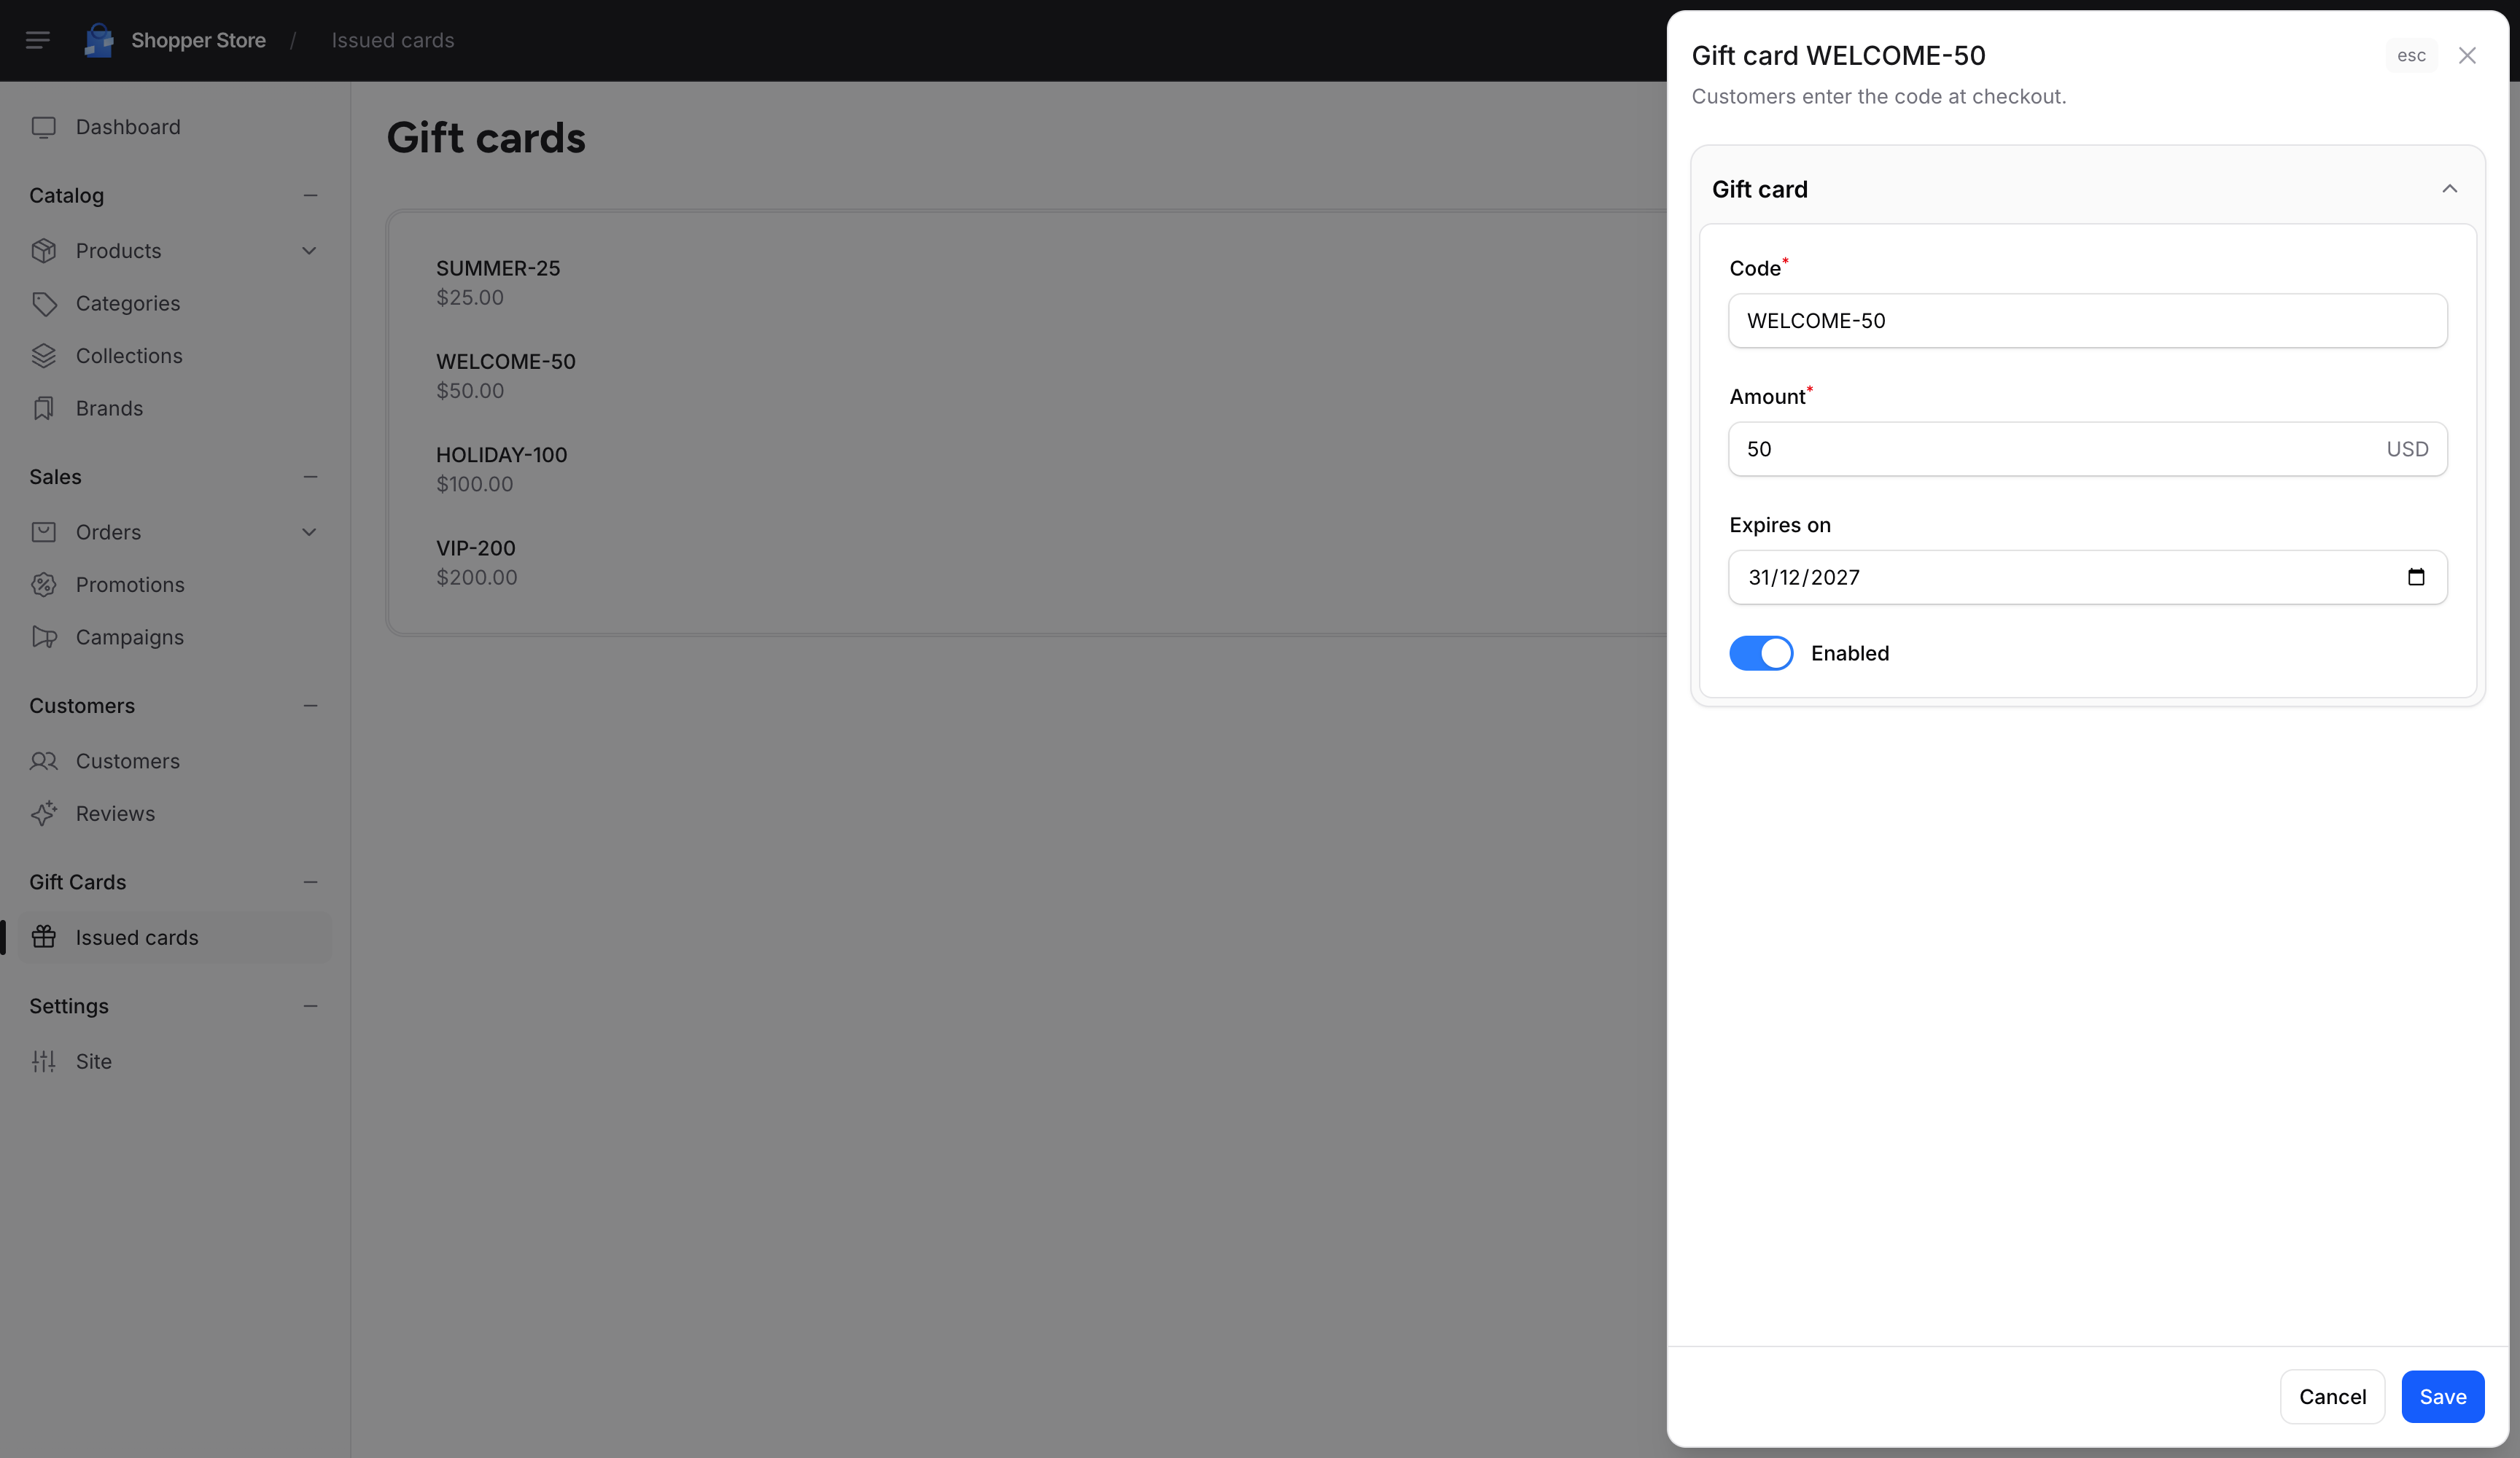 Shopper Store / Issued cards
Dashboard
Catalog
Products
Categories
Collections
Brands
Sales
Orders
Promotions
Campaigns
Customers
Customers
Reviews
Gift Cards
Issued cards
Settings
Site
Gift cards
SUMMER-25
$25.00
WELCOME-50
$50.00
HOLIDAY-100
$100.00
VIP-200
$200.00
Gift card WELCOME-50
esc
Customers enter the code at checkout.
Gift card
Code*
WELCOME-50
Amount*
50 USD
Expires on
31/12/2027
Enabled
Cancel Save